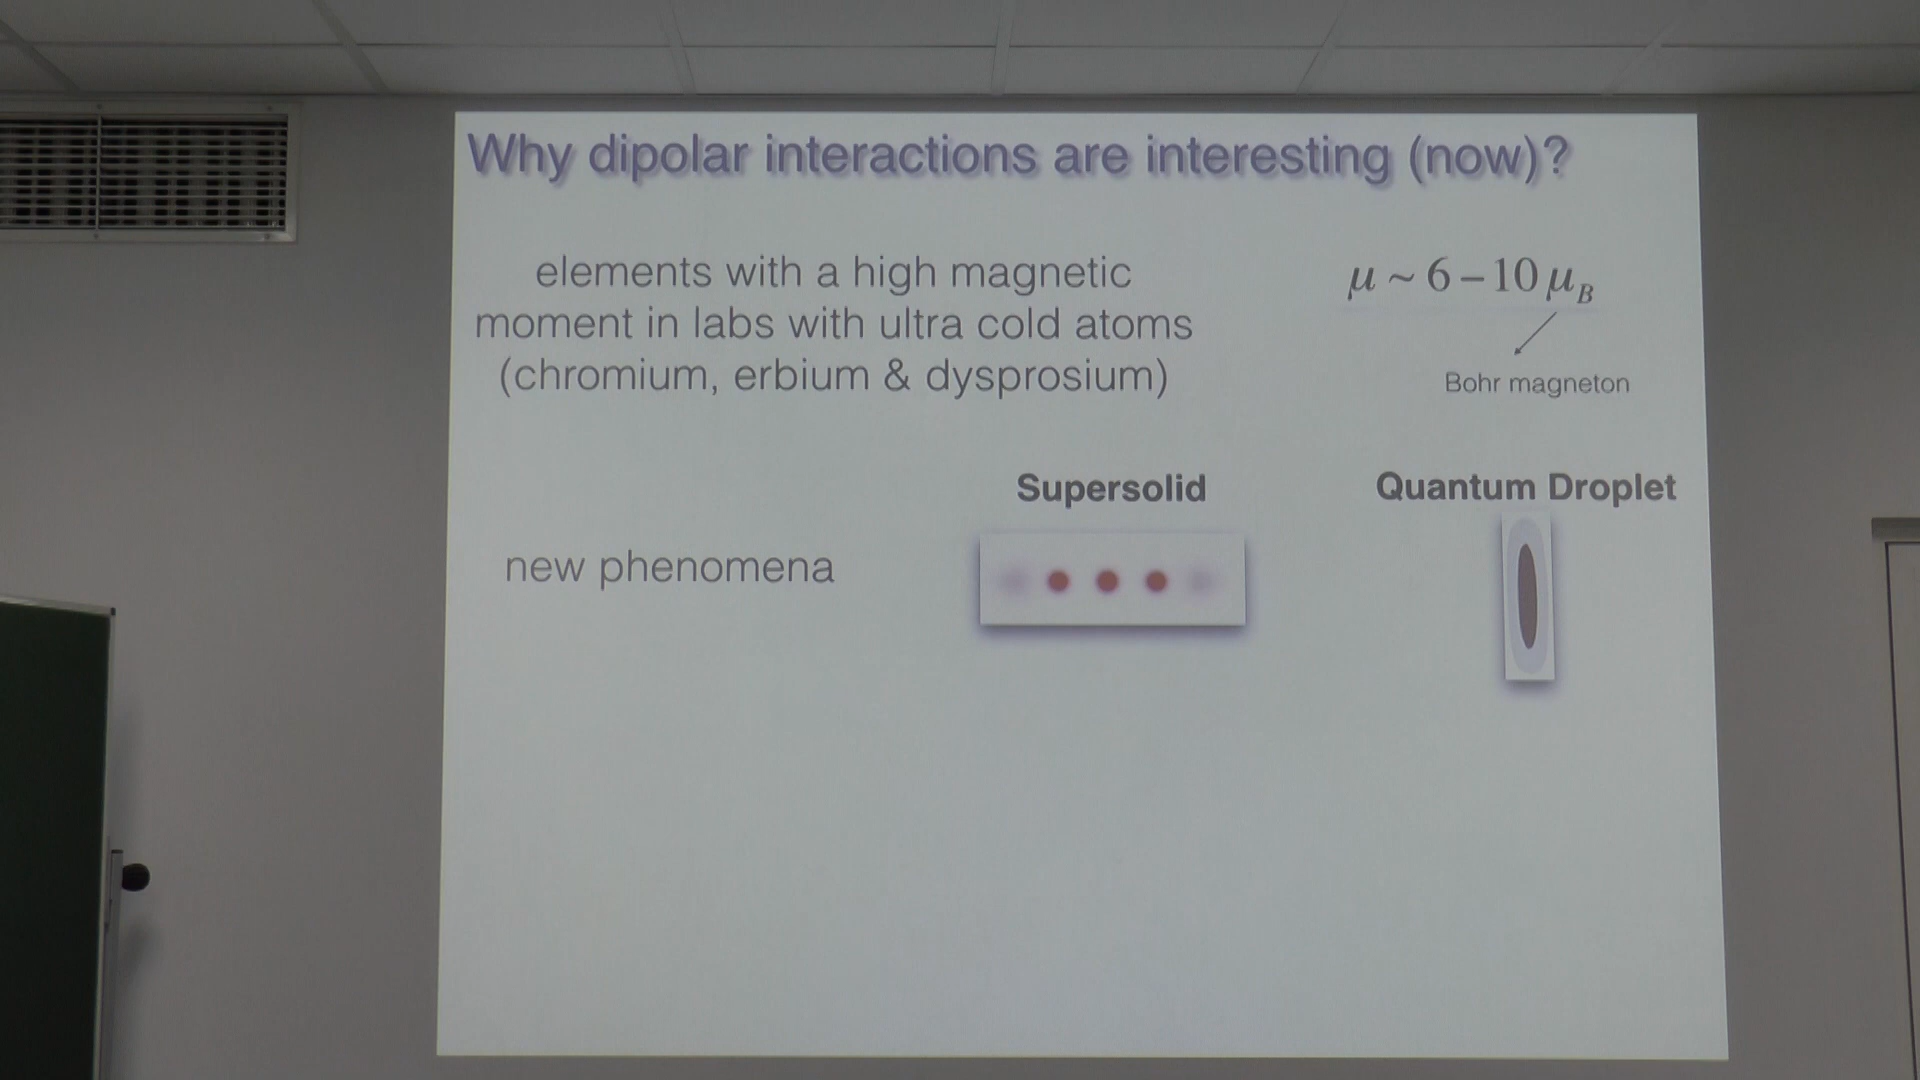 Why dipolar interactions are interesting (now)?
elements with a high magnetic
moment in labs with ultra cold atoms
(chromium, erbium & dysprosium)
μ ~ 6 – 10 μ_B
Bohr magneton
Supersolid
Quantum Droplet
new phenomena